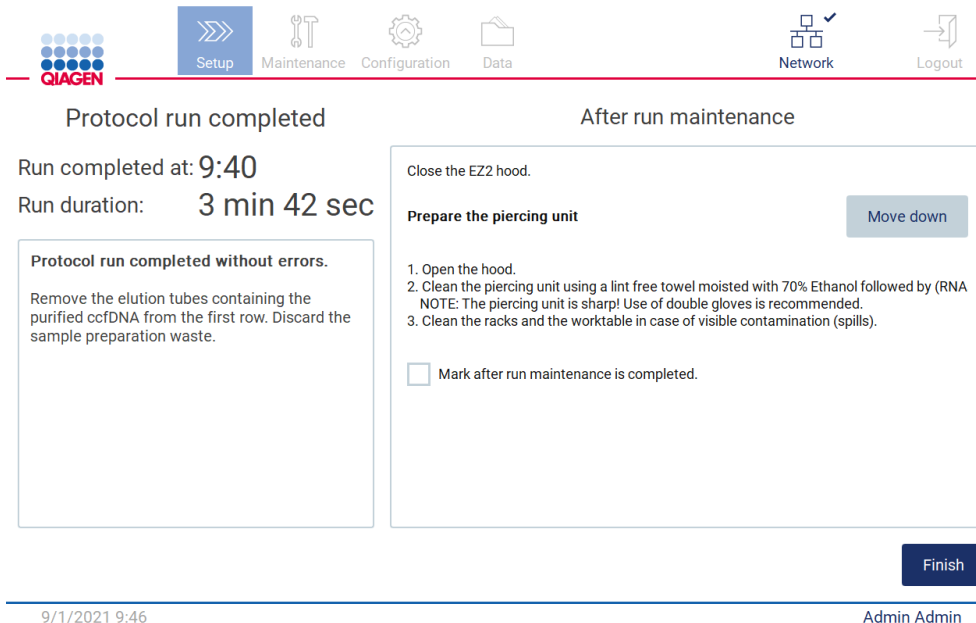 QIAGEN
Setup
Maintenance
Configuration
Data
Network
Logout
Protocol run completed
After run maintenance
Run completed at: 9:40
Run duration: 3 min 42 sec
Protocol run completed without errors.
Remove the elution tubes containing the
purified ccfDNA from the first row. Discard the
sample preparation waste.
Close the EZ2 hood.
Prepare the piercing unit
Move down
1. Open the hood.
2. Clean the piercing unit using a lint free towel moisted with 70% Ethanol followed by (RNA
NOTE: The piercing unit is sharp! Use of double gloves is recommended.
3. Clean the racks and the worktable in case of visible contamination (spills).
Mark after run maintenance is completed.
Finish
9/1/2021 9:46
Admin Admin